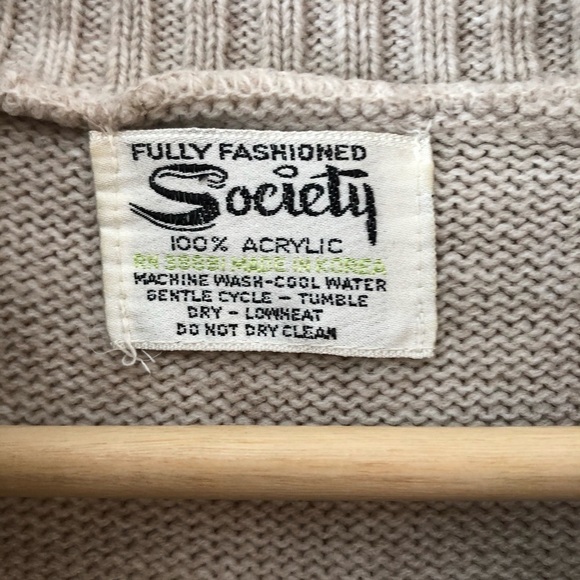 FULLY FASHIONED
Society
100% ACRYLIC
RN MADE IN KOREA
MACHINE WASH-COOL WATER
GENTLE CYCLE - TUMBLE
DRY - LOWHEAT
DO NOT DRY CLEAN